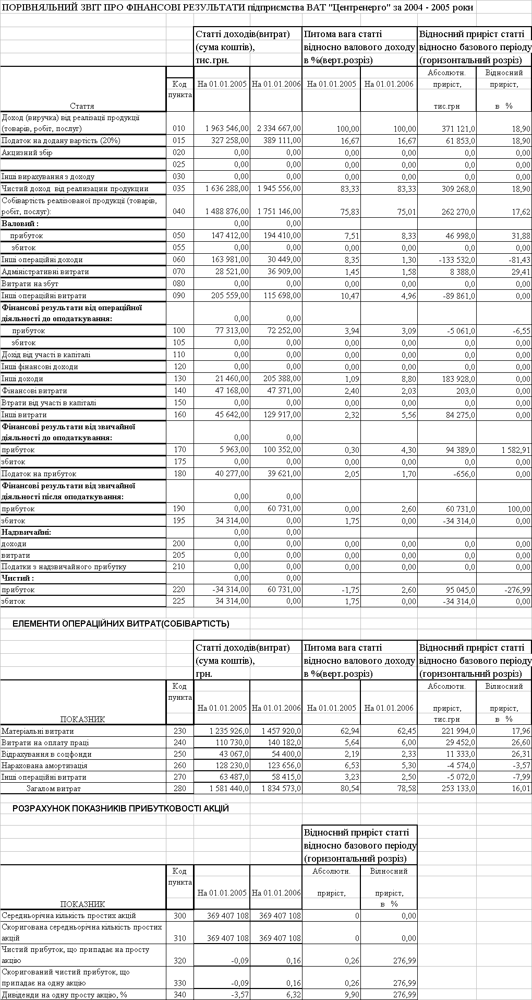 ПОРІВНЯЛЬНИЙ ЗВІТ ПРО ФІНАНСОВІ РЕЗУЛЬТАТИ підприємства ВАТ "Центренерго" за 2004 - 2005 роки
Статті доходів(витрат) Питома вага статті Відносний приріст статті
(сума коштів), відносно валового доходу відносно базового періоду
тис.грн. в %(верт.розріз) (горизонтальний розріз)
Абсолютн. Відносний
Код На 01.01.2005 На 01.01.2006 На 01.01.2005 На 01.01.2006 приріст, приріст,
пункта
Стаття тис.грн в %
Доход (виручка) від реалізації продукції
(товарів, робіт, послуг) 010 1 963 546,00 2 334 667,00 100,00 100,00 371 121,0 18,90
Податок на додану вартість (20%) 015 327 258,00 389 111,00 16,67 16,67 61 853,0 18,90
Акцизний збір 020 0,00 0,00 0,00 0,00 0,0 0,00
025 0,00 0,00 0,00 0,00 0,0 0,00
Інші вирахування з доходу 030 0,00 0,00 0,00 0,00 0,0 0,00
Чистий доход від реализации продукции 035 1 636 288,00 1 945 556,00 83,33 83,33 309 268,0 18,90
Собівартість реалізованої продукції (товарів,
робіт, послуг): 040 1 488 876,00 1 751 146,00 75,83 75,01 262 270,0 17,62
Валовий : 0,00 0,00
прибуток 050 147 412,00 194 410,00 7,51 8,33 46 998,0 31,88
збиток 055 0,00 0,00 0,00 0,00 0,0 0,00
Інші операційні доходи 060 163 981,00 30 449,00 8,35 1,30 -133 532,0 -81,43
Адміністративні витрати 070 28 521,00 36 909,00 1,45 1,58 8 388,0 29,41
Витрати на збут 080 0,00 0,00 0,00 0,00 0,0 0,00
Інші операційні витрати 090 205 559,00 115 698,00 10,47 4,96 -89 861,0 0,00
Фінансові результати від операційної
діяльності до оподаткування: 0,00 0,00
прибуток 100 77 313,00 72 252,00 3,94 3,09 -5 061,0 -6,55
збиток 105 0,00 0,00 0,00 0,00 0,0 0,00
Дохід від участі в капіталі 110 0,00 0,00 0,00 0,00 0,0 0,00
Інші фінансові доходи 120 0,00 0,00 0,00 0,00 0,0 0,00
Інші доходи 130 21 460,00 205 388,00 1,09 8,80 183 928,0 0,00
Фінансові витрати 140 47 168,00 47 371,00 2,40 2,03 203,0 0,00
Втрати від участі в капіталі 150 0,00 0,00 0,00 0,00 0,0 0,00
Інші витрати 160 45 642,00 129 917,00 2,32 5,56 84 275,0 0,00
Фінансові результати від звичайної
діяльності до оподаткування: 0,00 0,00
прибуток 170 5 963,00 100 352,00 0,30 4,30 94 389,0 1 582,91
збиток 175 0,00 0,00 0,00 0,00 0,0 0,00
Податок на прибуток 180 40 277,00 39 621,00 2,05 1,70 -656,0 0,00
Фінансові результати від звичайної
діяльності після оподаткування: 0,00 0,00
прибуток 190 0,00 60 731,00 0,00 2,60 60 731,0 100,00
збиток 195 34 314,00 0,00 1,75 0,00 -34 314,0 0,00
Надзвичайні: 0,00 0,00
доходи 200 0,00 0,00 0,00 0,00 0,0 0,00
витрати 205 0,00 0,00 0,00 0,00 0,0 0,00
Податки з надзвичайного прибутку 210 0,00 0,00 0,00 0,00 0,0 0,00
Чистий : 0,00 0,00
прибуток 220 -34 314,00 60 731,00 -1,75 2,60 95 045,0 -276,99
збиток 225 34 314,00 0,00 1,75 0,00 -34 314,0 0,00
ЕЛЕМЕНТИ ОПЕРАЦІЙНИХ ВИТРАТ(СОБІВАРТІСТЬ)
Статті доходів(витрат) Питома вага статті Відносний приріст статті
(сума коштів), відносно валового доходу відносно базового періоду
грн. в %(верт.розріз) (горизонтальний розріз)
Код Абсолютн. Вілносний
пункта
На 01.01.2005 На 01.01.2006 На 01.01.2005 На 01.01.2006 приріст, приріст,
ПОКАЗНИК тис.грн в %
Матеріальні витрати 230 1 235 926,0 1 457 920,0 62,94 62,45 221 994,0 17,96
Витрати на оплату праці 240 110 730,0 140 182,0 5,64 6,00 29 452,0 26,60
Відрахування в соцфонди 250 43 067,0 54 400,0 2,19 2,33 11 333,0 26,31
Нарахована амортизація 260 128 230,0 123 656,0 6,53 5,30 -4 574,0 -3,57
Інші операційні витрати 270 63 487,0 58 415,0 3,23 2,50 -5 072,0 -7,99
Загалом витрат 280 1 581 440,0 1 834 573,0 80,54 78,58 253 133,0 16,01
РОЗРАХУНОК ПОКАЗНИКІВ ПРИБУТКОВОСТІ АКЦІЙ
Відносний приріст статті
відносно базового періоду
(горизонтальний розріз)
Код Абсолютн. Вілносний
пункта
На 01.01.2005 На 01.01.2006 приріст, приріст,
ПОКАЗНИК в %
Середньорічна кількість простих акцій 300 369 407 108 369 407 108 0 0,00
Скоригована середньорічна кількість простих
акцій 310 369 407 108 369 407 108 0 0,00
Чистий прибуток, що припадає на просту
акцію 320 -0,09 0,16 0,26 276,99
Скоригований чистий прибуток, що
припадає на одну акцію 330 -0,09 0,16 0,26 276,99
Дивіденди на одну просту акцію, % 340 -3,57 6,32 9,90 276,99